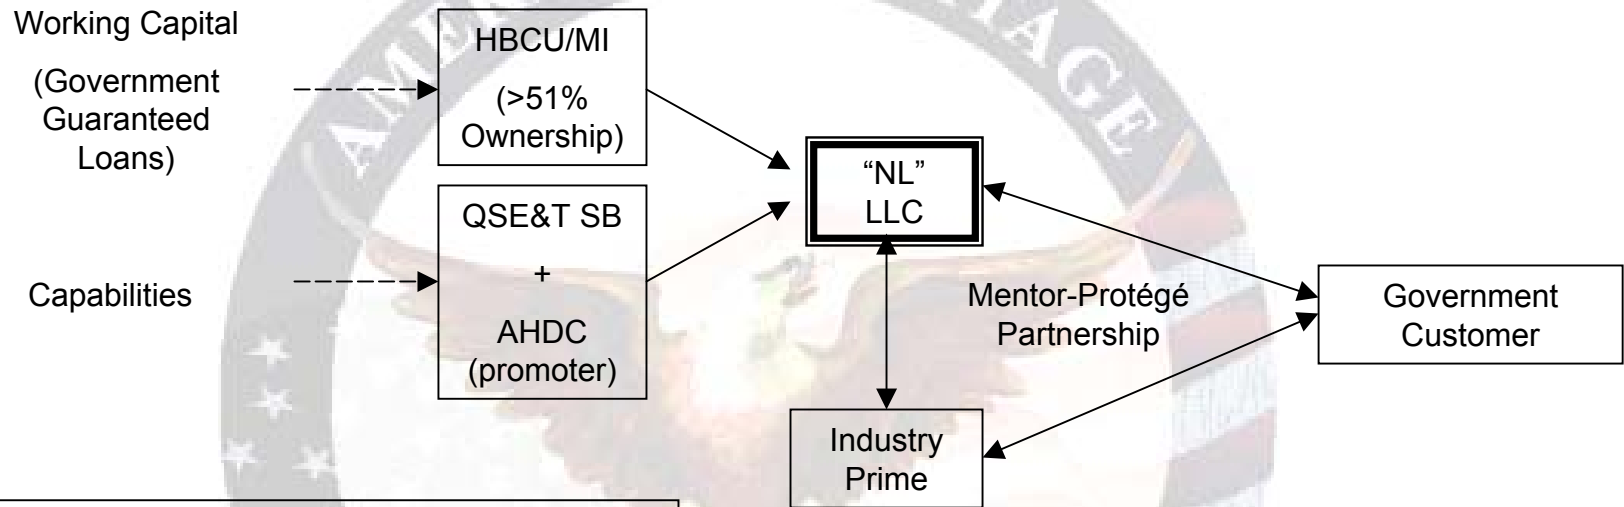 Working Capital
(Government
Guaranteed
Loans)
HBCU/MI
(>51%
Ownership)
QSE&T SB
+
AHDC
(promoter)
Capabilities
“NL”
LLC
Mentor-Protégé
Partnership
Industry
Prime
Government
Customer